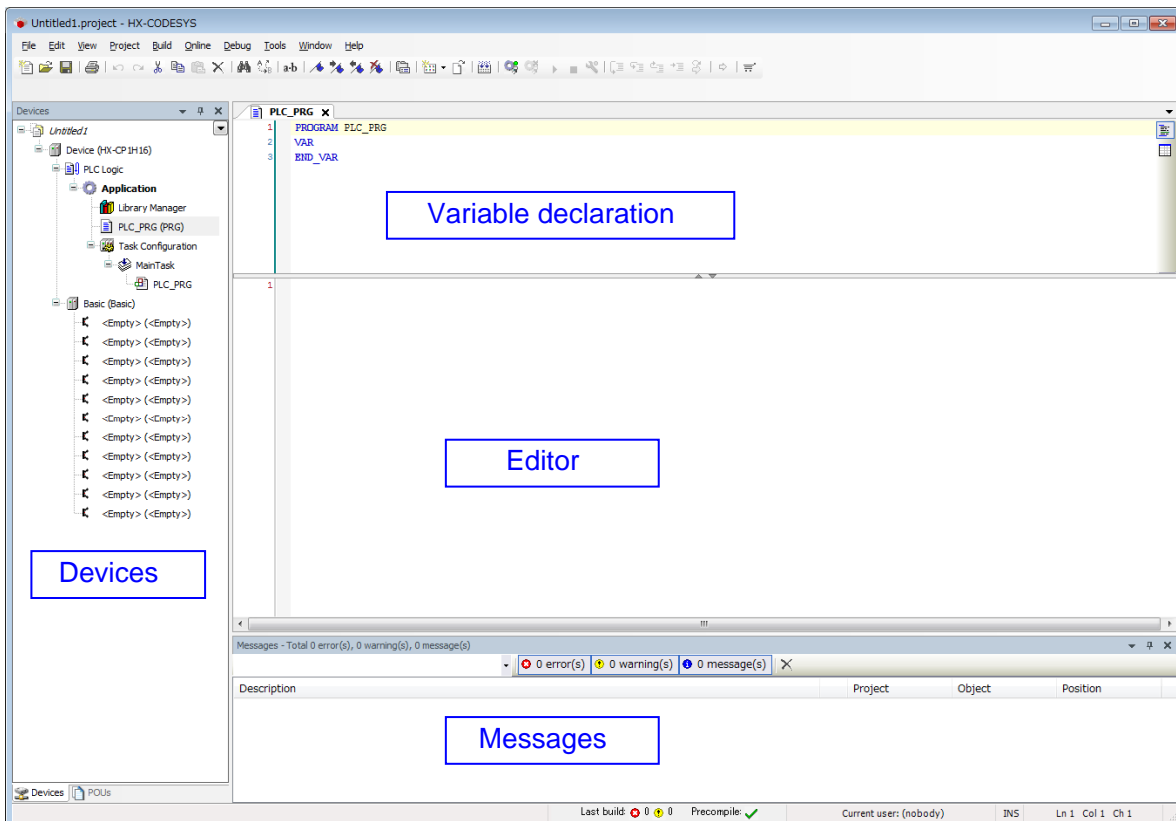 Untitled1.project - HX-CODESYS
File Edit View Project Build Online Debug Tools Window Help
Devices
Untitled1
Device (HX-CP1H16)
PLC Logic
Application
Library Manager
PLC_PRG (PRG)
Task Configuration
MainTask
PLC_PRG
Basic (Basic)
<Empty> (<Empty>)
<Empty> (<Empty>)
<Empty> (<Empty>)
<Empty> (<Empty>)
<Empty> (<Empty>)
<Empty> (<Empty>)
<Empty> (<Empty>)
<Empty> (<Empty>)
<Empty> (<Empty>)
<Empty> (<Empty>)
<Empty> (<Empty>)
Devices
Devices POUs
PLC_PRG X
1 PROGRAM PLC_PRG
2 VAR
3 END_VAR
Variable declaration
1
Editor
Messages - Total 0 error(s), 0 warning(s), 0 message(s)
0 error(s) 0 warning(s) 0 message(s)
Description Project Object Position
Messages
Last build: 0 0 Precompile: Current user: (nobody) INS Ln 1 Col 1 Ch 1